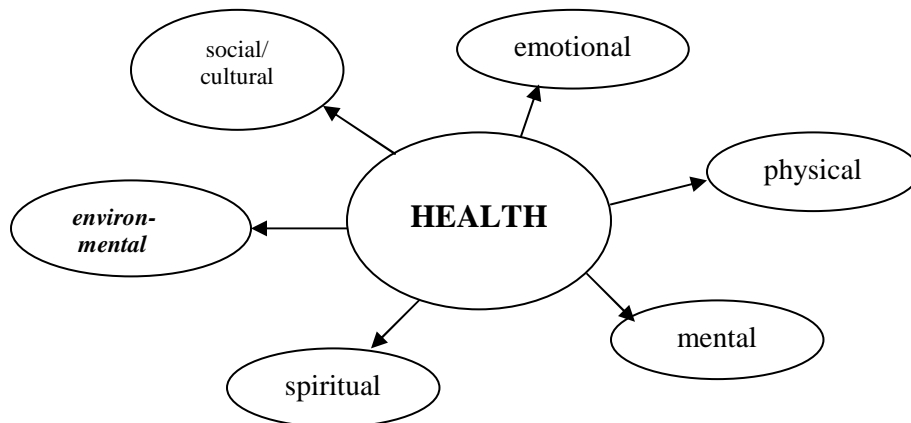 social/
cultural
emotional
physical
HEALTH
environ-
mental
mental
spiritual